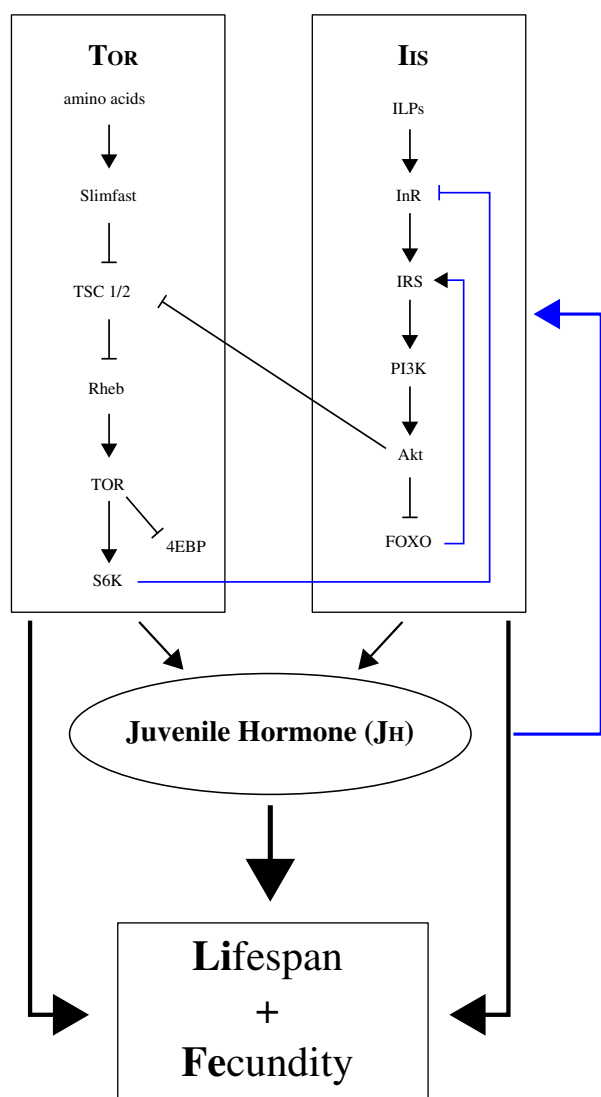 TOR
amino acids
Slimfast
TSC 1/2
Rheb
TOR
4EBP
S6K
IIS
ILPs
InR
IRS
PI3K
Akt
FOXO
Juvenile Hormone (JH)
Lifespan
+
Fecundity